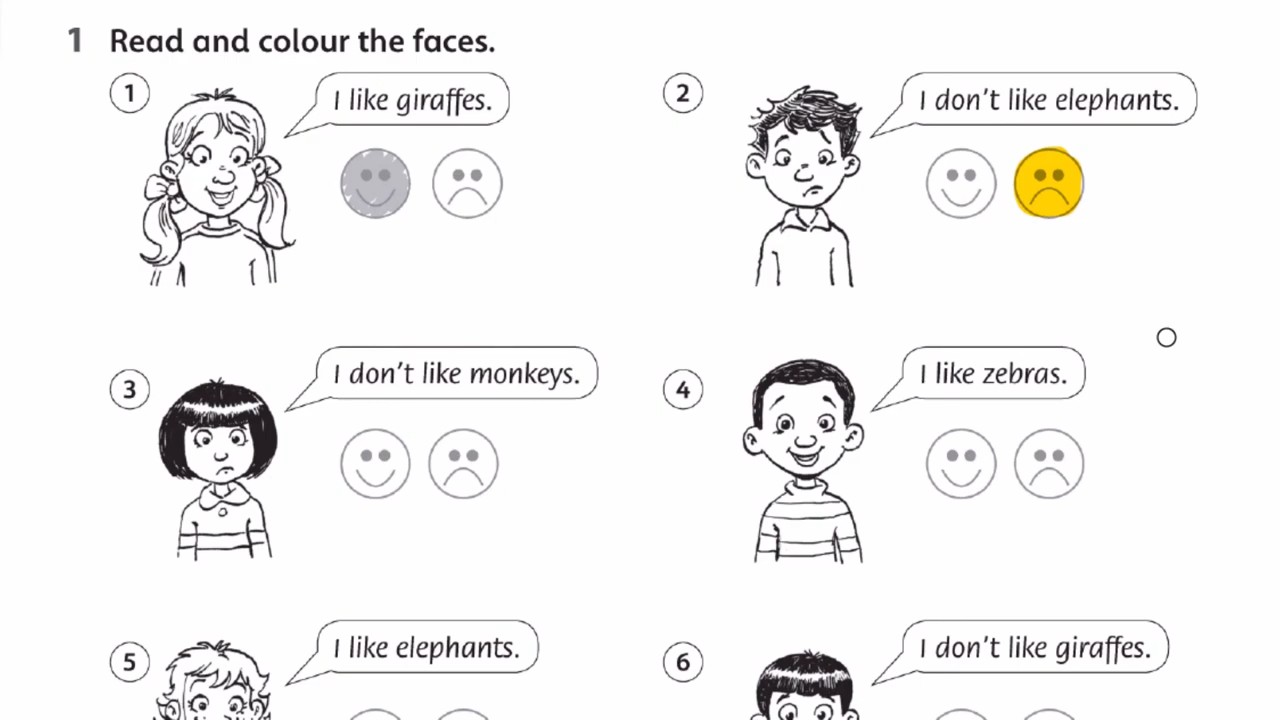 1 Read and colour the faces.
1 I like giraffes.
2 I don't like elephants.
3 I don't like monkeys.
4 I like zebras.
5 I like elephants.
6 I don't like giraffes.